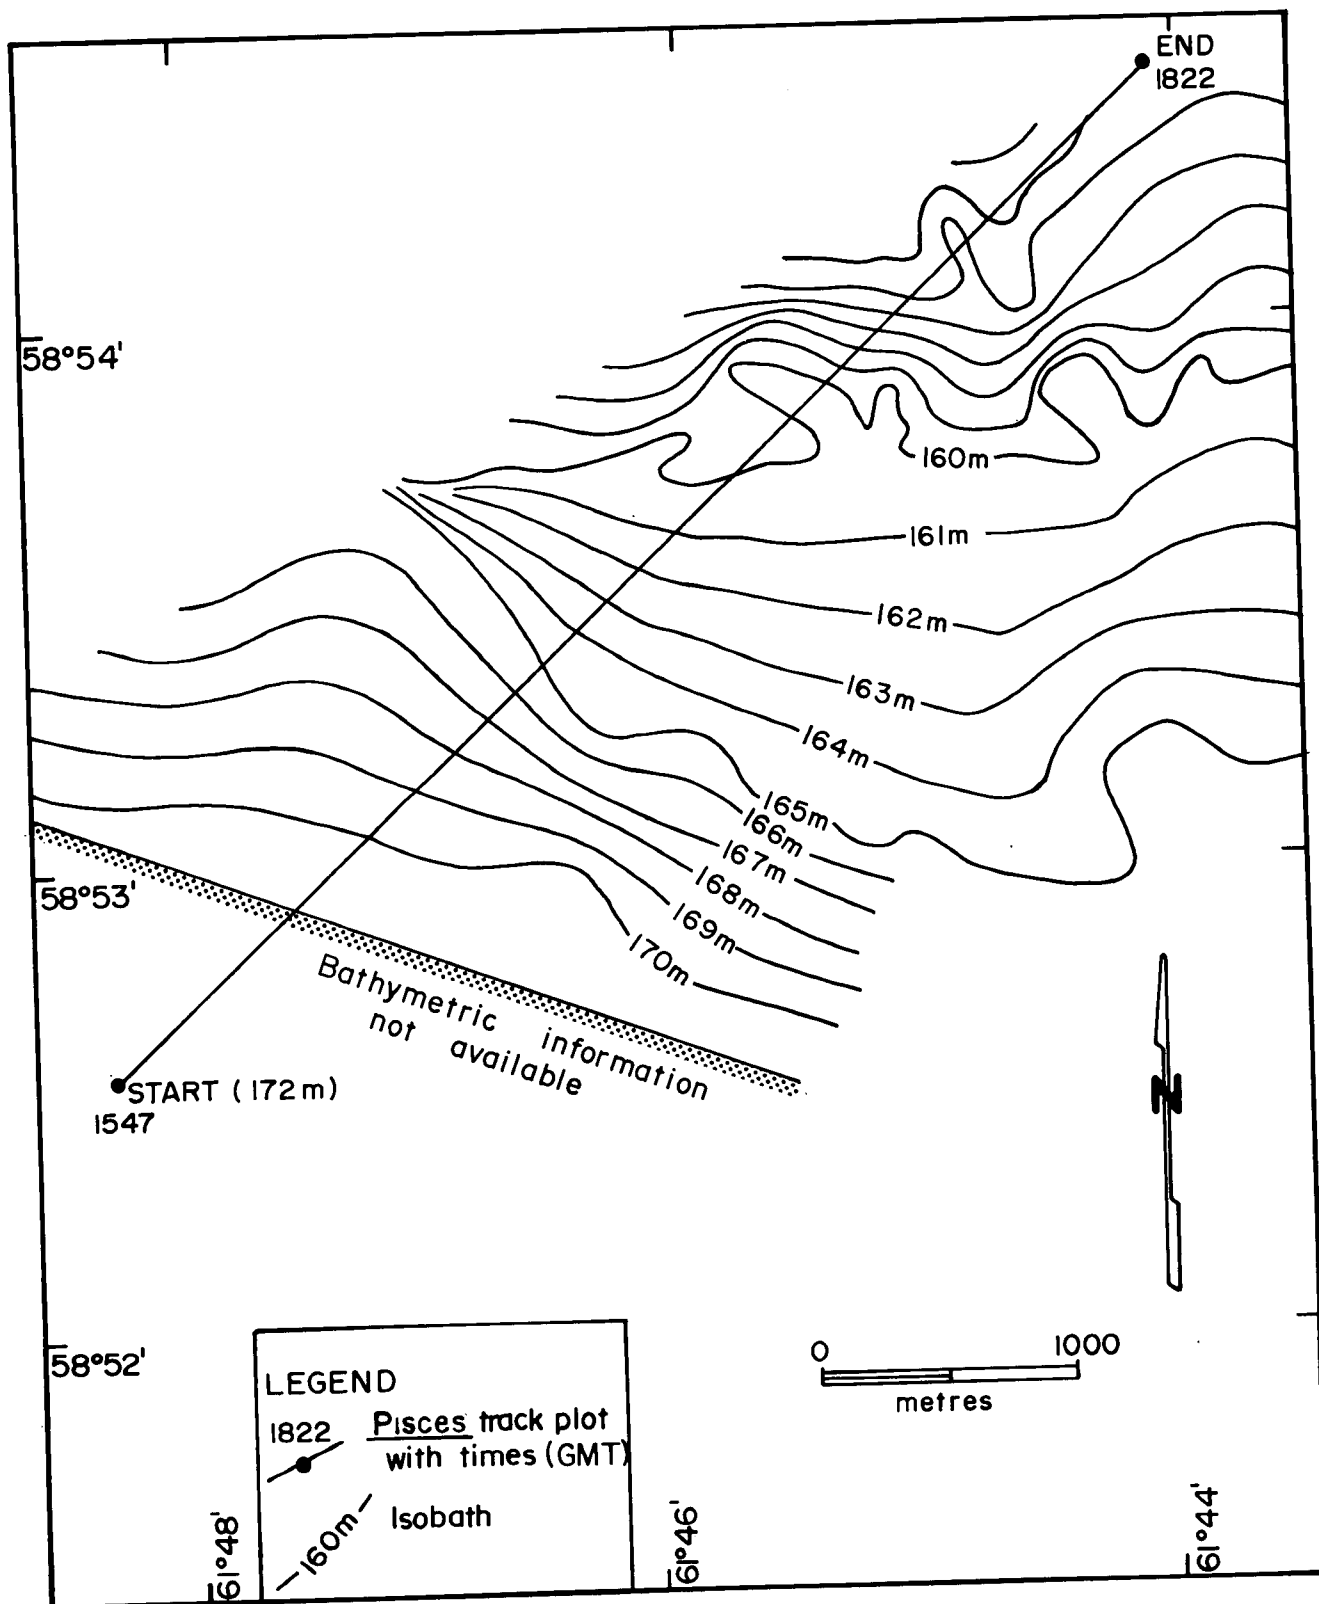 END
1822
58°54'
160m
161m
162m
163m
164m
165m
166m
167m
168m
169m
170m
58°53'
Bathymetric information
not available
START (172m)
1547
N
58°52'
0 1000
metres
LEGEND
1822 Pisces track plot
with times (GMT)
160m Isobath
61°48'
61°46'
61°44'